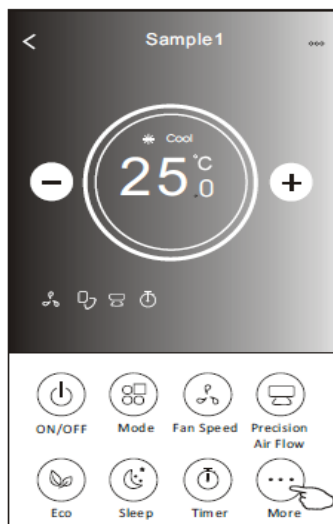 Sample1
Cool
25.0 °C
ON/OFF Mode Fan Speed Precision Air Flow
Eco Sleep Timer More